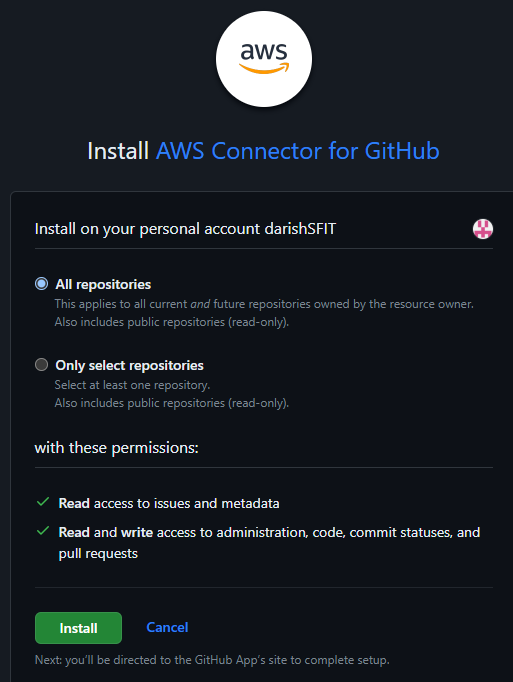 aws
Install AWS Connector for GitHub
Install on your personal account darishSFIT
All repositories
This applies to all current and future repositories owned by the resource owner.
Also includes public repositories (read-only).
Only select repositories
Select at least one repository.
Also includes public repositories (read-only).
with these permissions:
Read access to issues and metadata
Read and write access to administration, code, commit statuses, and
pull requests
Install Cancel
Next: you'll be directed to the GitHub App's site to complete setup.